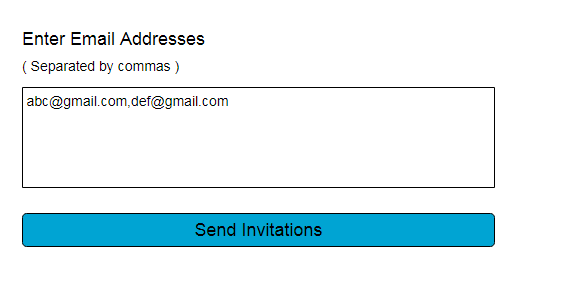 Enter Email Addresses
( Separated by commas )
abc@gmail.com,def@gmail.com
Send Invitations